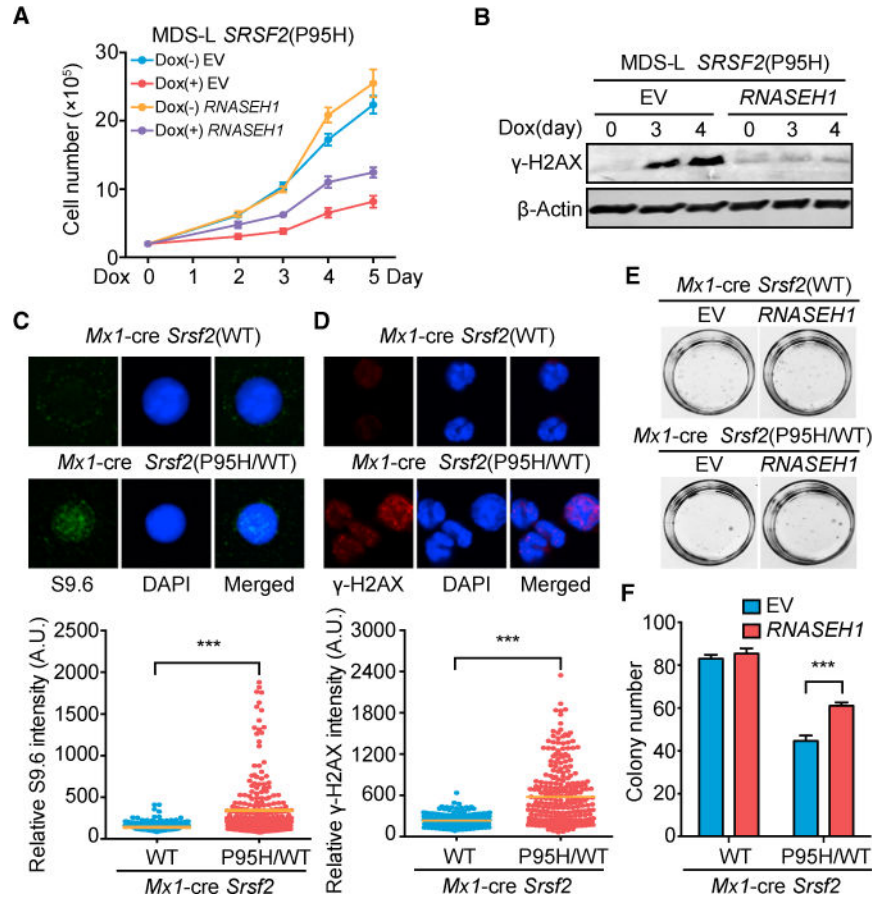 A
MDS-L SRSF2(P95H)
Cell number (×10⁵)
30
20
10
0
Dox(-) EV
Dox(+) EV
Dox(-) RNASEH1
Dox(+) RNASEH1
Dox 0 1 2 3 4 5 Day
B
MDS-L SRSF2(P95H)
EV RNASEH1
Dox(day) 0 3 4 0 3 4
γ-H2AX
β-Actin
C
Mx1-cre Srsf2(WT)
Mx1-cre Srsf2(P95H/WT)
S9.6 DAPI Merged
Relative S9.6 intensity (A.U.)
2500
2000
1500
1000
500
0
***
WT P95H/WT
Mx1-cre Srsf2
D
Mx1-cre Srsf2(WT)
Mx1-cre Srsf2(P95H/WT)
γ-H2AX DAPI Merged
Relative γ-H2AX intensity (A.U.)
3000
2400
1800
1200
600
0
***
WT P95H/WT
Mx1-cre Srsf2
E
Mx1-cre Srsf2(WT)
EV RNASEH1
Mx1-cre Srsf2(P95H/WT)
EV RNASEH1
F
EV
RNASEH1
Colony number
100
80
60
40
20
0
***
WT P95H/WT
Mx1-cre Srsf2